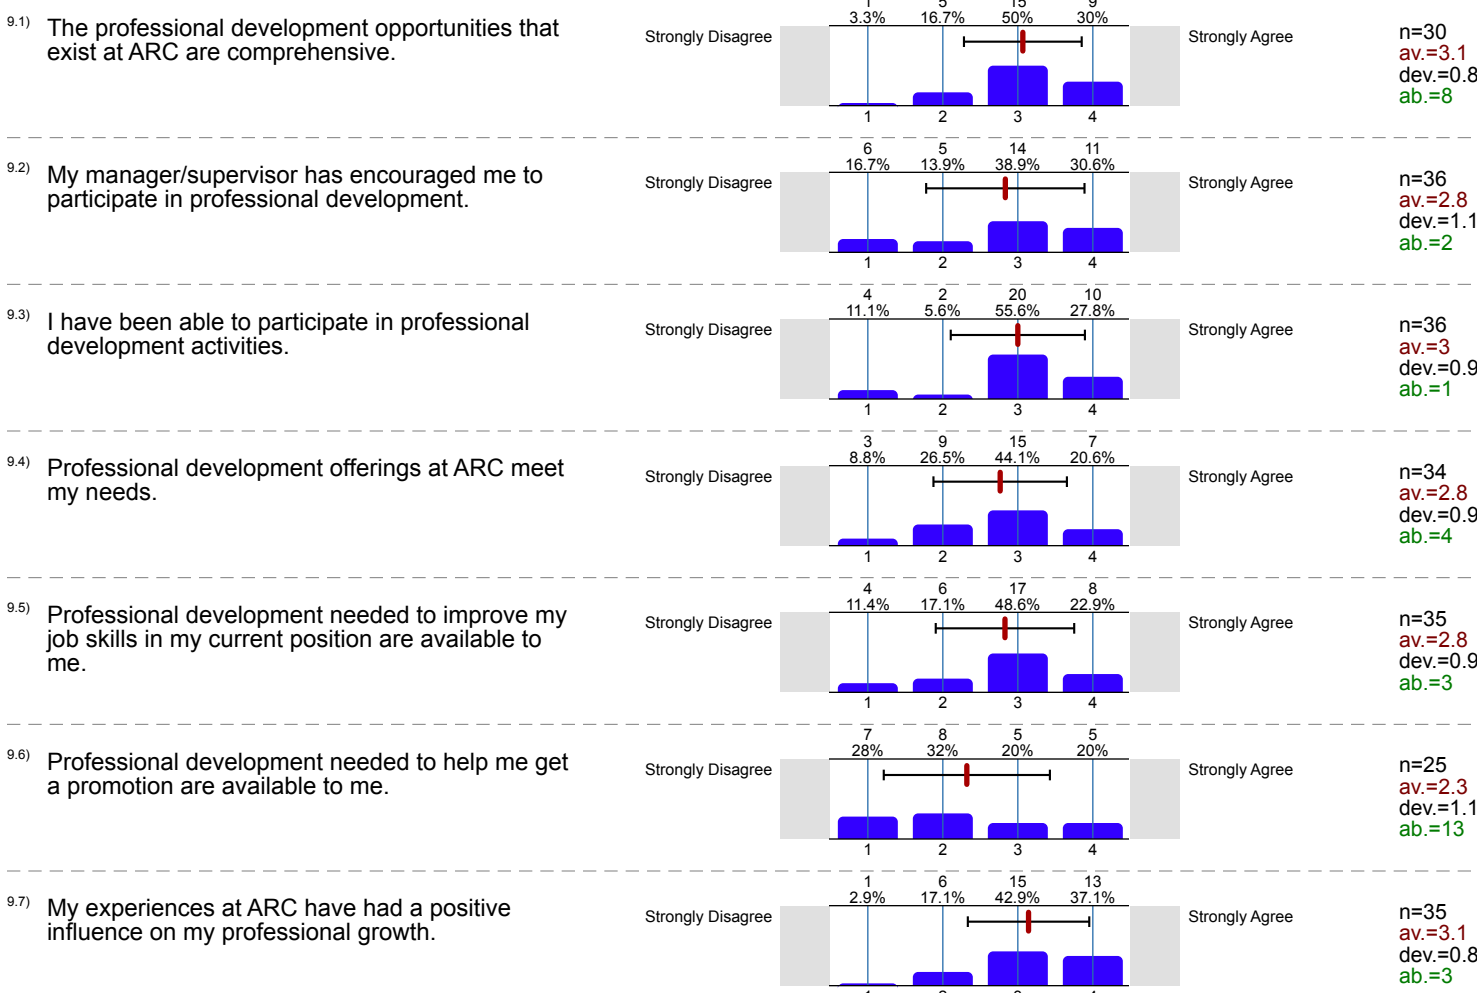 1 5 15 9
3.3% 16.7% 50% 30%
9.1) The professional development opportunities that
exist at ARC are comprehensive.
Strongly Disagree
Strongly Agree
n=30
av.=3.1
dev.=0.8
ab.=8
1 2 3 4
6 5 14 11
16.7% 13.9% 38.9% 30.6%
9.2) My manager/supervisor has encouraged me to
participate in professional development.
Strongly Disagree
Strongly Agree
n=36
av.=2.8
dev.=1.1
ab.=2
1 2 3 4
4 2 20 10
11.1% 5.6% 55.6% 27.8%
9.3) I have been able to participate in professional
development activities.
Strongly Disagree
Strongly Agree
n=36
av.=3
dev.=0.9
ab.=1
1 2 3 4
3 9 15 7
8.8% 26.5% 44.1% 20.6%
9.4) Professional development offerings at ARC meet
my needs.
Strongly Disagree
Strongly Agree
n=34
av.=2.8
dev.=0.9
ab.=4
1 2 3 4
4 6 17 8
11.4% 17.1% 48.6% 22.9%
9.5) Professional development needed to improve my
job skills in my current position are available to
me.
Strongly Disagree
Strongly Agree
n=35
av.=2.8
dev.=0.9
ab.=3
1 2 3 4
7 8 5 5
28% 32% 20% 20%
9.6) Professional development needed to help me get
a promotion are available to me.
Strongly Disagree
Strongly Agree
n=25
av.=2.3
dev.=1.1
ab.=13
1 2 3 4
1 6 15 13
2.9% 17.1% 42.9% 37.1%
9.7) My experiences at ARC have had a positive
influence on my professional growth.
Strongly Disagree
Strongly Agree
n=35
av.=3.1
dev.=0.8
ab.=3